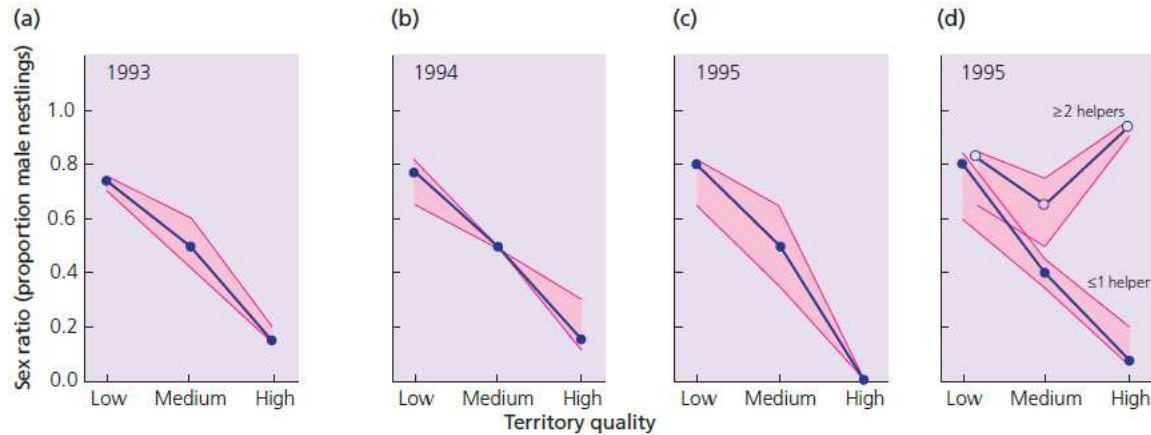 (a)
(b)
(c)
(d)
Sex ratio (proportion male nestlings)
1993
1994
1995
1995
1.0
0.8
0.6
0.4
0.2
0.0
≥2 helpers
≤1 helper
Low Medium High
Low Medium High
Low Medium High
Low Medium High
Territory quality